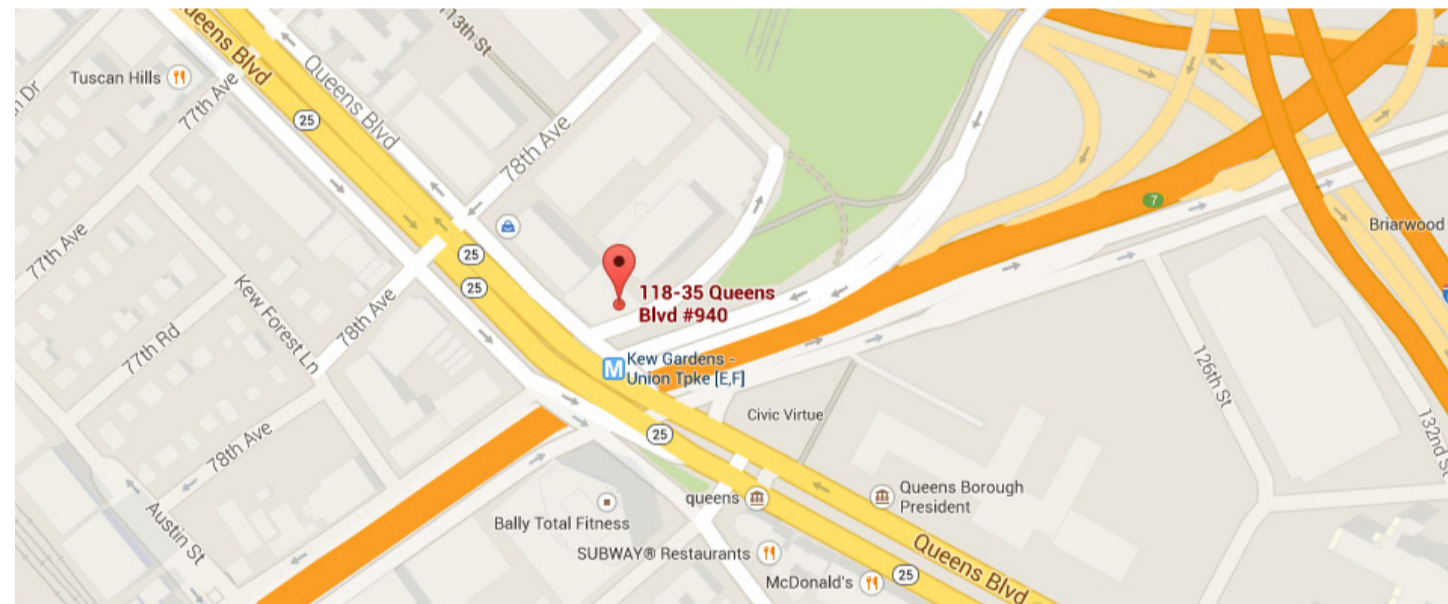 Queens Blvd
113th St
Tuscan Hills
Dr
77th Ave
Queens Blvd
25
78th Ave
7
77th Ave
25
25
118-35 Queens
Blvd #940
Briarwood
Kew Forest Ln
78th Ave
77th Rd
M
Kew Gardens -
Union Tpke [E,F]
126th St
Civic Virtue
132nd S
78th Ave
25
queens
Queens Borough
President
Austin St
Bally Total Fitness
SUBWAY® Restaurants
McDonald's
25
Queens Blvd